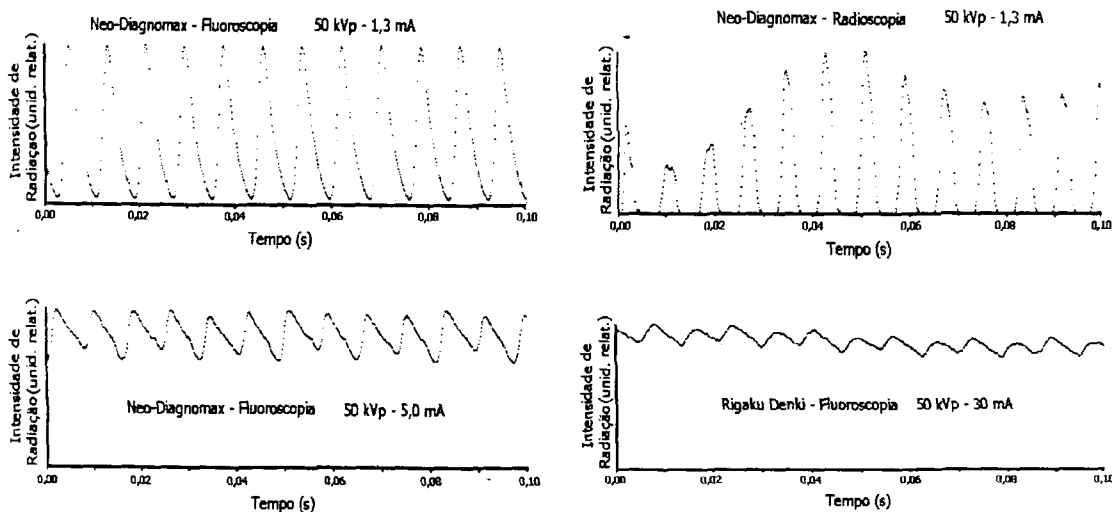 Neo-Diagnomax - Fluoroscopia 50 kVp - 1,3 mA
Intensidade de
Radiação (unid. relat.)
0,00 0,02 0,04 0,06 0,08 0,10
Tempo (s)
Neo-Diagnomax - Radioscopia 50 kVp - 1,3 mA
Intensidade de
Radiação (unid. relat.)
0,00 0,02 0,04 0,06 0,08 0,10
Tempo (s)
Intensidade de
Radiação (unid. relat.)
Neo-Diagnomax - Fluoroscopia 50 kVp - 5,0 mA
0,00 0,02 0,04 0,06 0,08 0,10
Tempo (s)
Intensidade de
Radiação (unid. relat.)
Rigaku Denki - Fluoroscopia 50 kVp - 30 mA
0,00 0,02 0,04 0,06 0,08 0,10
Tempo (s)